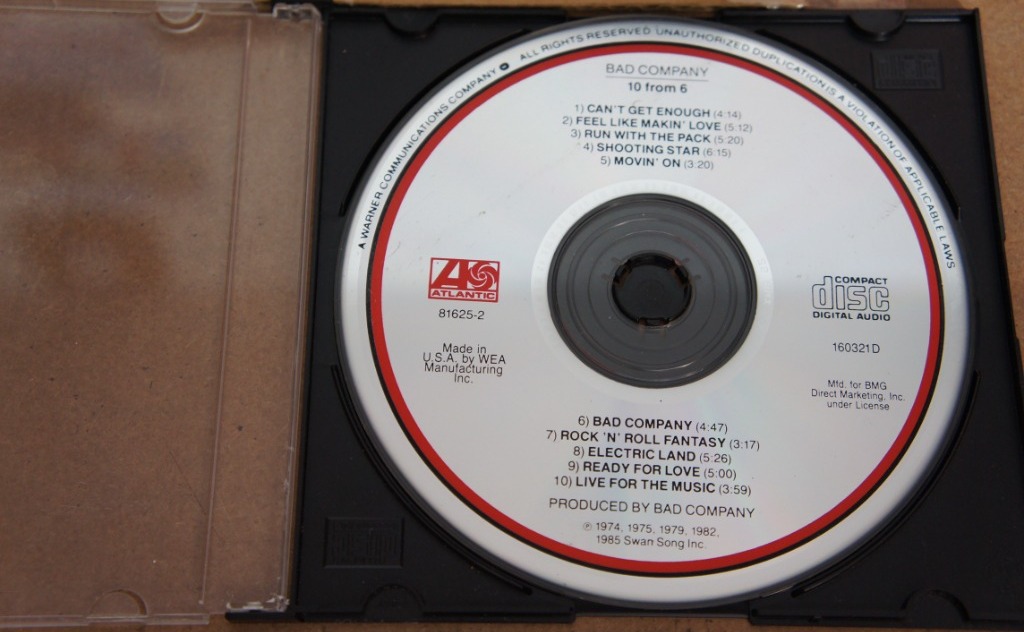 A WARNER COMMUNICATIONS COMPANY ALL RIGHTS RESERVED UNAUTHORIZED DUPLICATION IS A VIOLATION OF APPLICABLE LAWS
BAD COMPANY
10 from 6
1) CAN'T GET ENOUGH (4:14)
2) FEEL LIKE MAKIN' LOVE (5:12)
3) RUN WITH THE PACK (5:20)
4) SHOOTING STAR (6:15)
5) MOVIN' ON (3:20)
ATLANTIC
81625-2
Made in
U.S.A. by WEA
Manufacturing
Inc.
COMPACT
disc
DIGITAL AUDIO
160321D
Mfd. for BMG
Direct Marketing, Inc.
under License
6) BAD COMPANY (4:47)
7) ROCK 'N' ROLL FANTASY (3:17)
8) ELECTRIC LAND (5:26)
9) READY FOR LOVE (5:00)
10) LIVE FOR THE MUSIC (3:59)
PRODUCED BY BAD COMPANY
℗ 1974, 1975, 1979, 1982,
1985 Swan Song Inc.